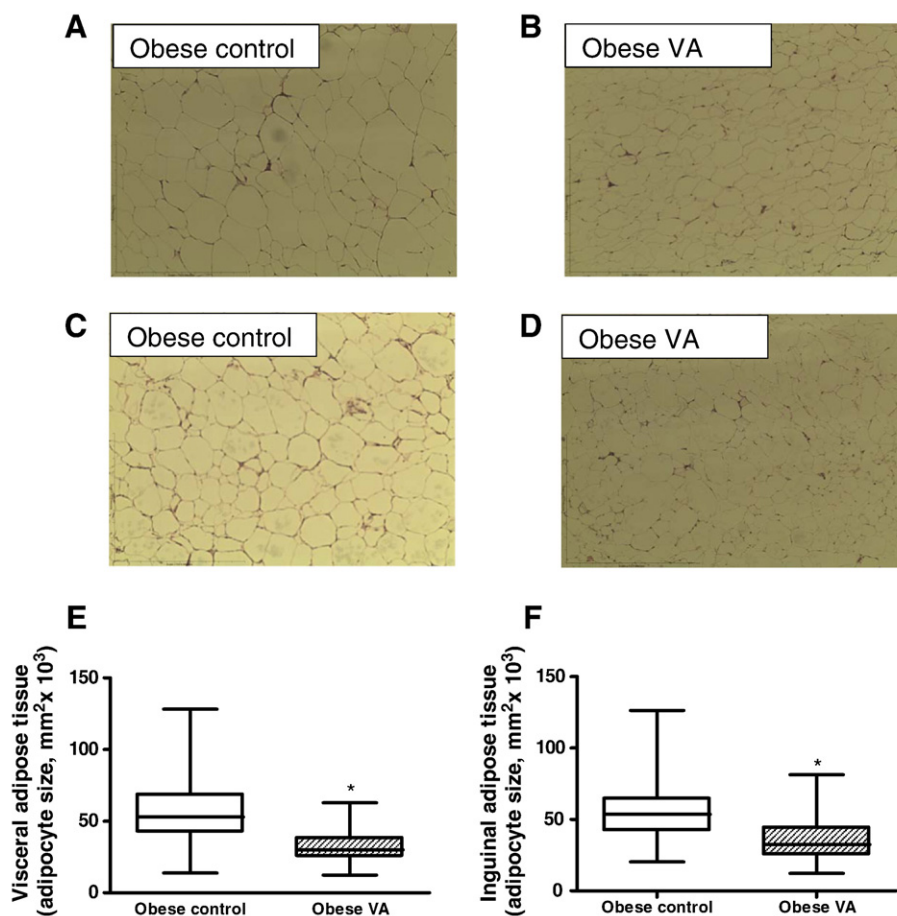 A
Obese control
B
Obese VA
C
Obese control
D
Obese VA
E
Visceral adipose tissue
(adipocyte size, mm²x 10³)
150
100
50
0
*
Obese control
Obese VA
F
Inguinal adipose tissue
(adipocyte size, mm²x 10³)
150
100
50
0
*
Obese control
Obese VA